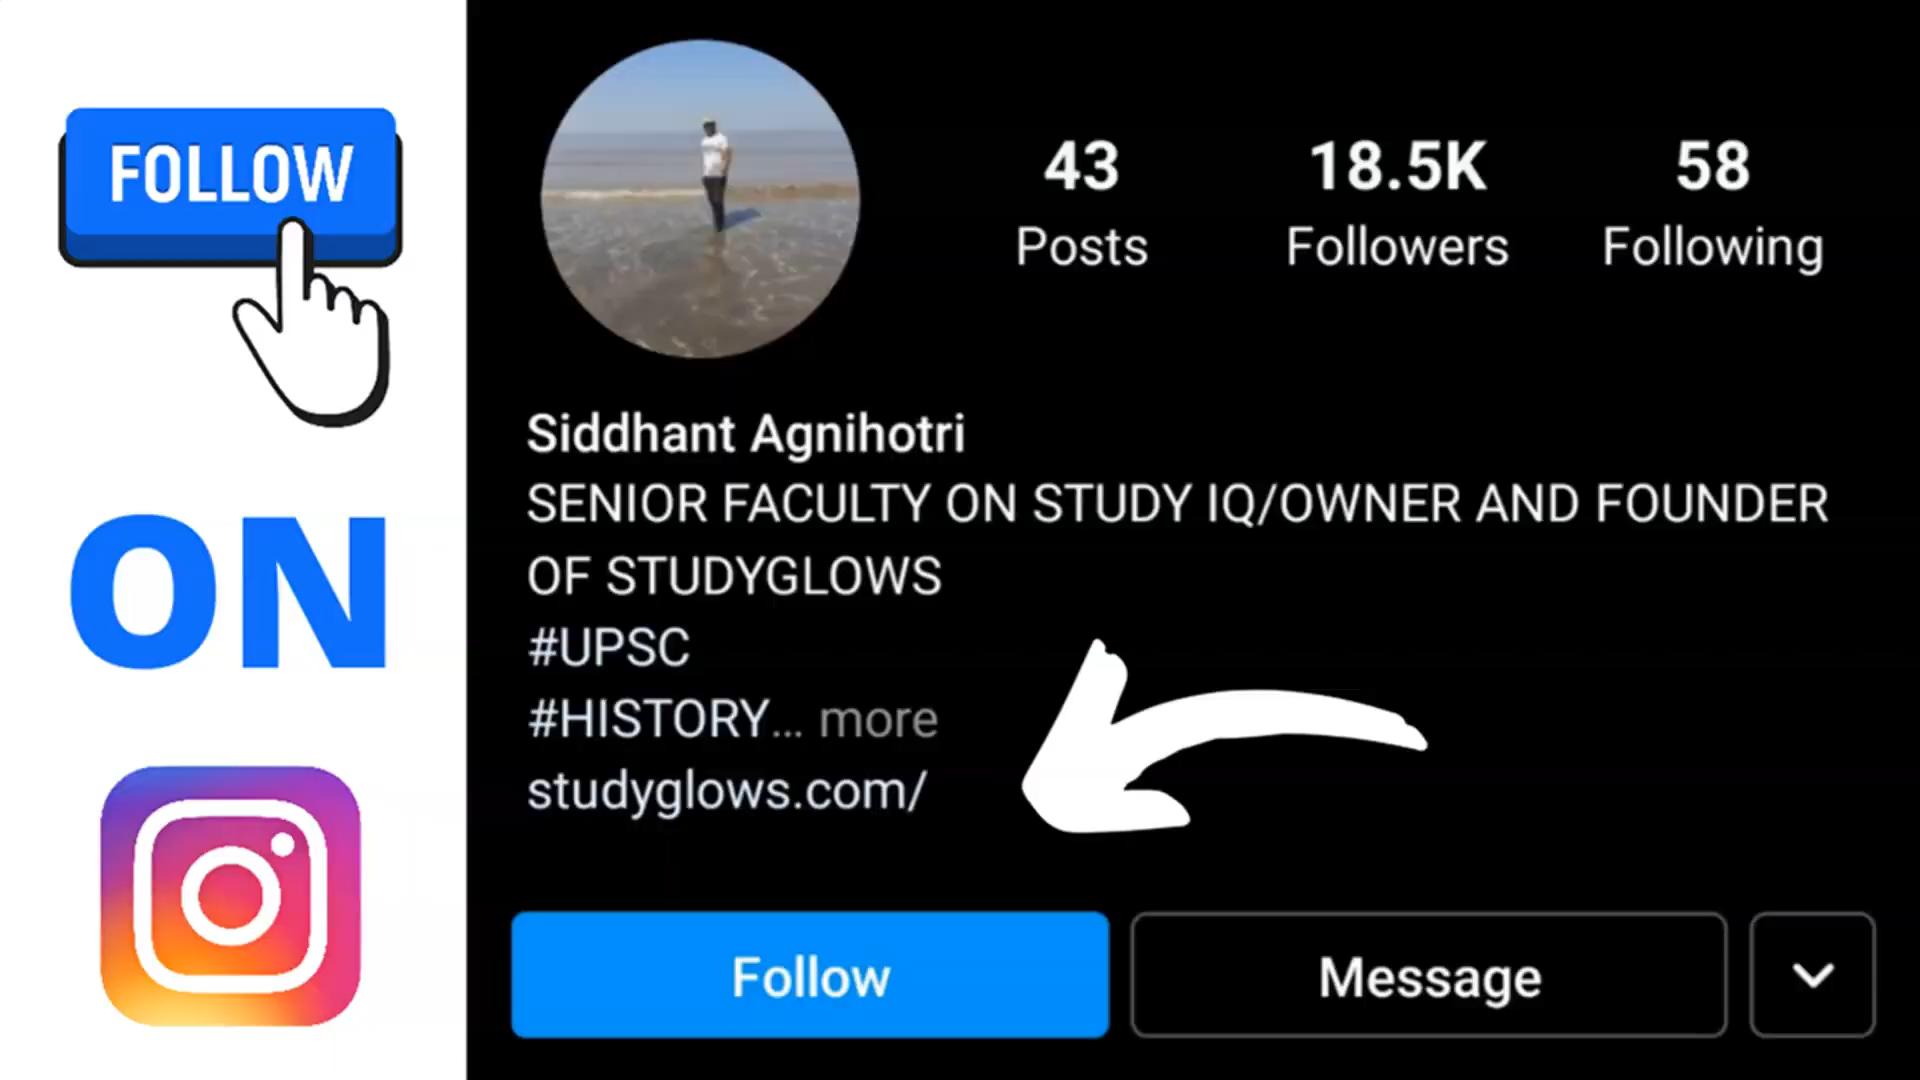 FOLLOW
ON
43 18.5K 58
Posts Followers Following
Siddhant Agnihotri
SENIOR FACULTY ON STUDY IQ/OWNER AND FOUNDER
OF STUDYGLOWS
#UPSC
#HISTORY... more
studyglows.com/
Follow Message